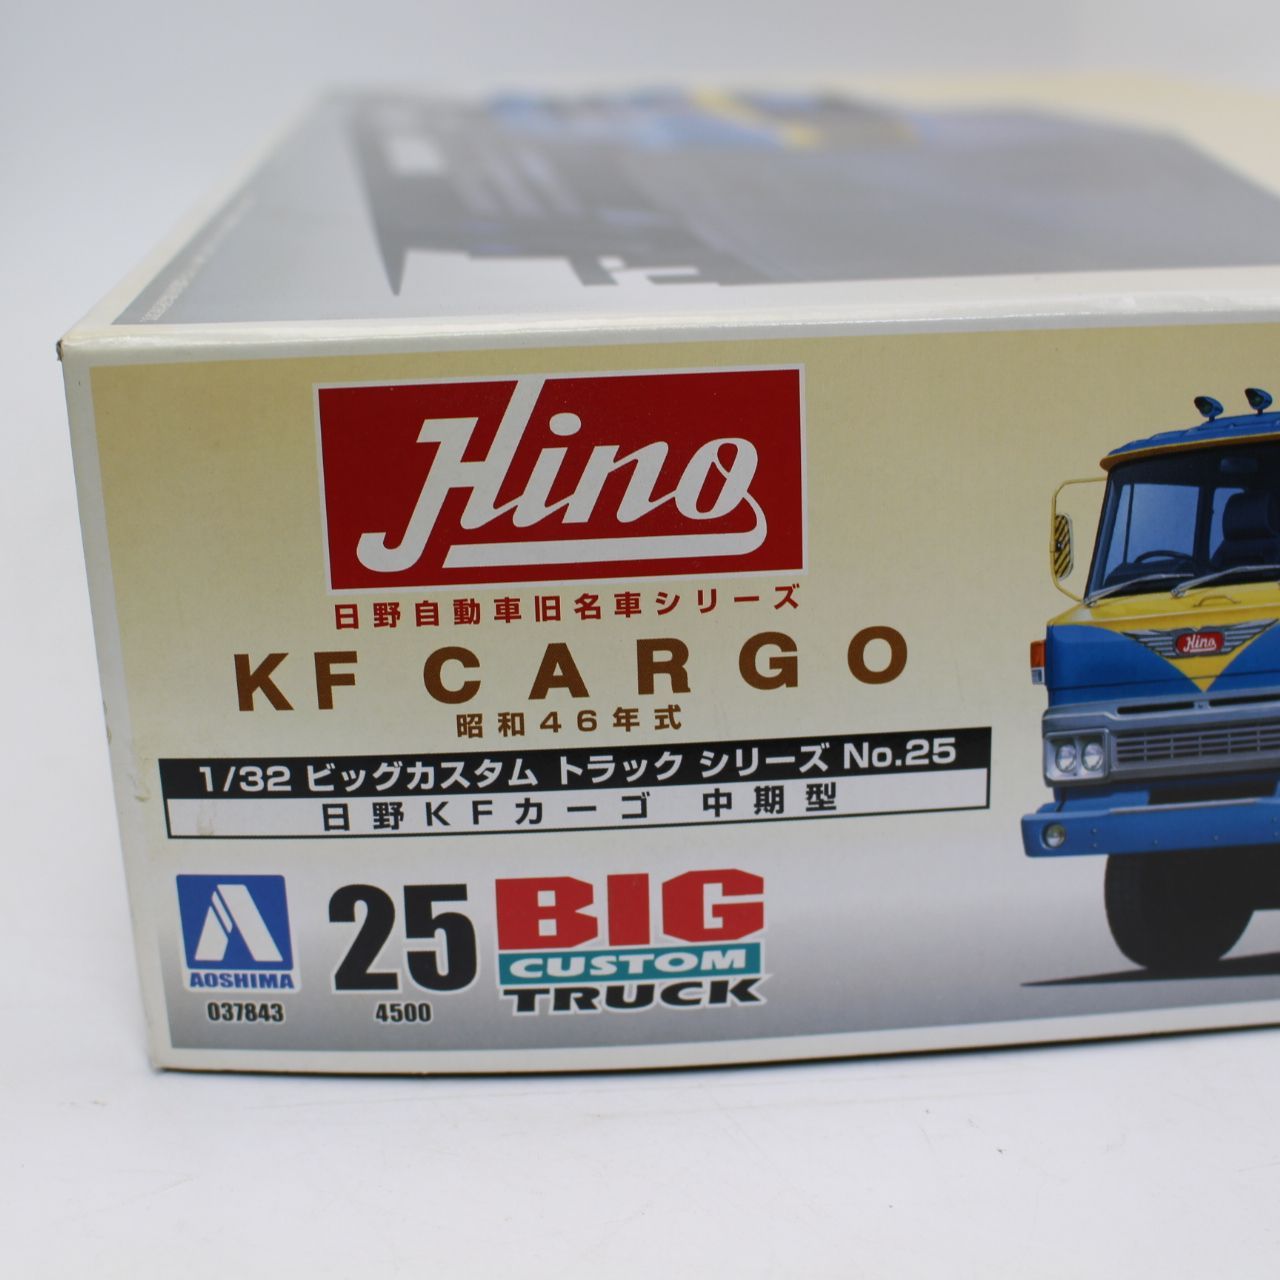 Hino
日野自動車旧名車シリーズ
KF CARGO
昭和46年式
1/32 ビッグカスタム トラック シリーズ No.25
日野KFカーゴ 中期型
Hino
AOSHIMA
037843
25
4500
BIG
CUSTOM
TRUCK